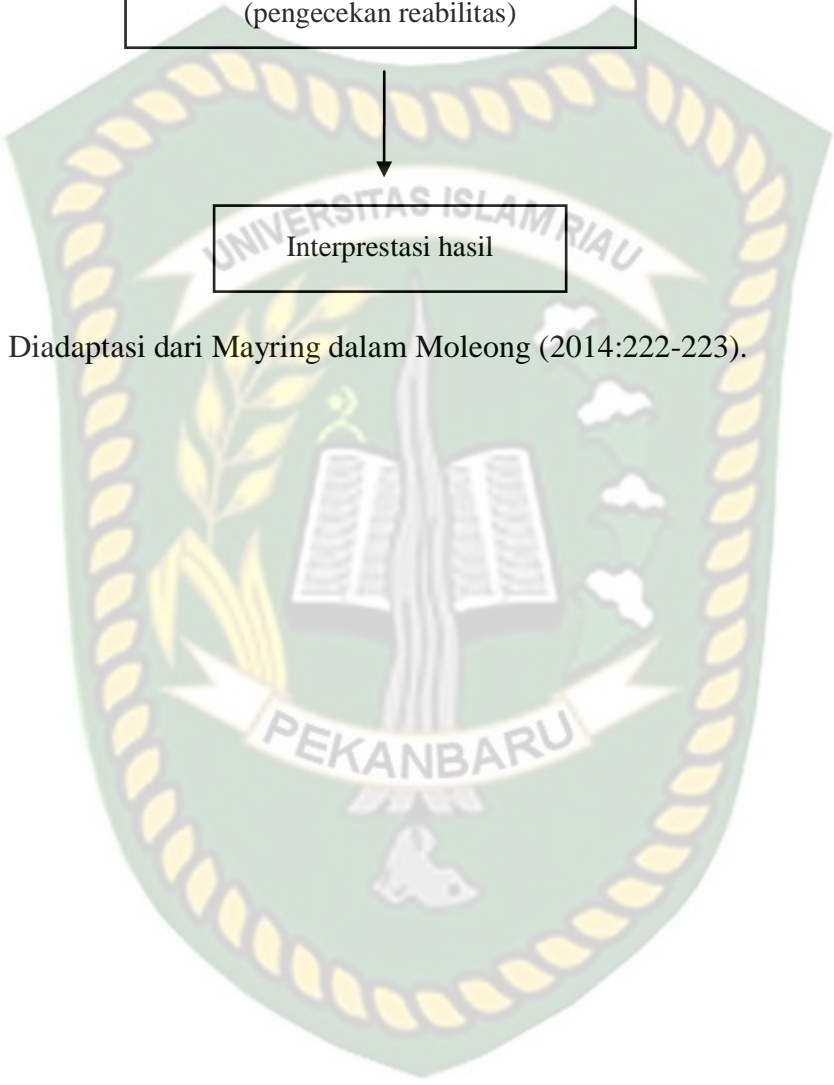 (pengecekan reabilitas)
UNIVERSITAS ISLAM RIAU
Interprestasi hasil
Diadaptasi dari Mayring dalam Moleong (2014:222-223).
PEKANBARU